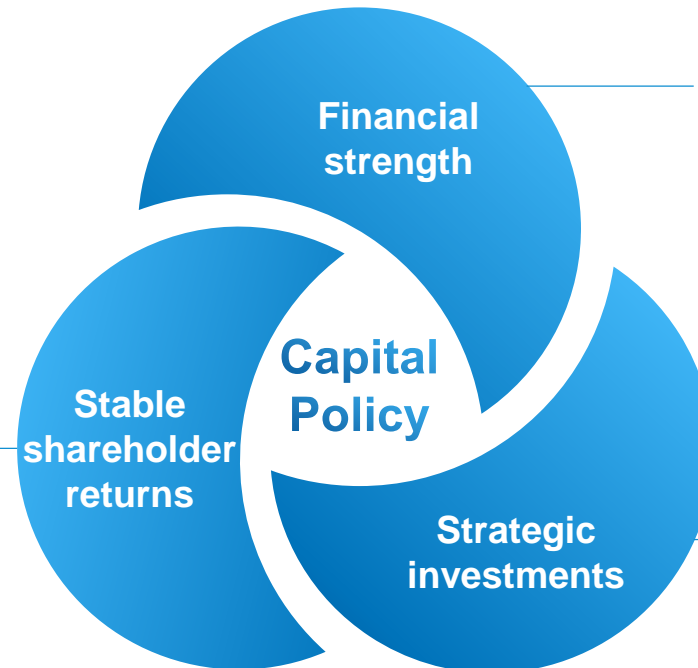 Financial
strength
Capital
Policy
Stable
shareholder
returns
Strategic
investments